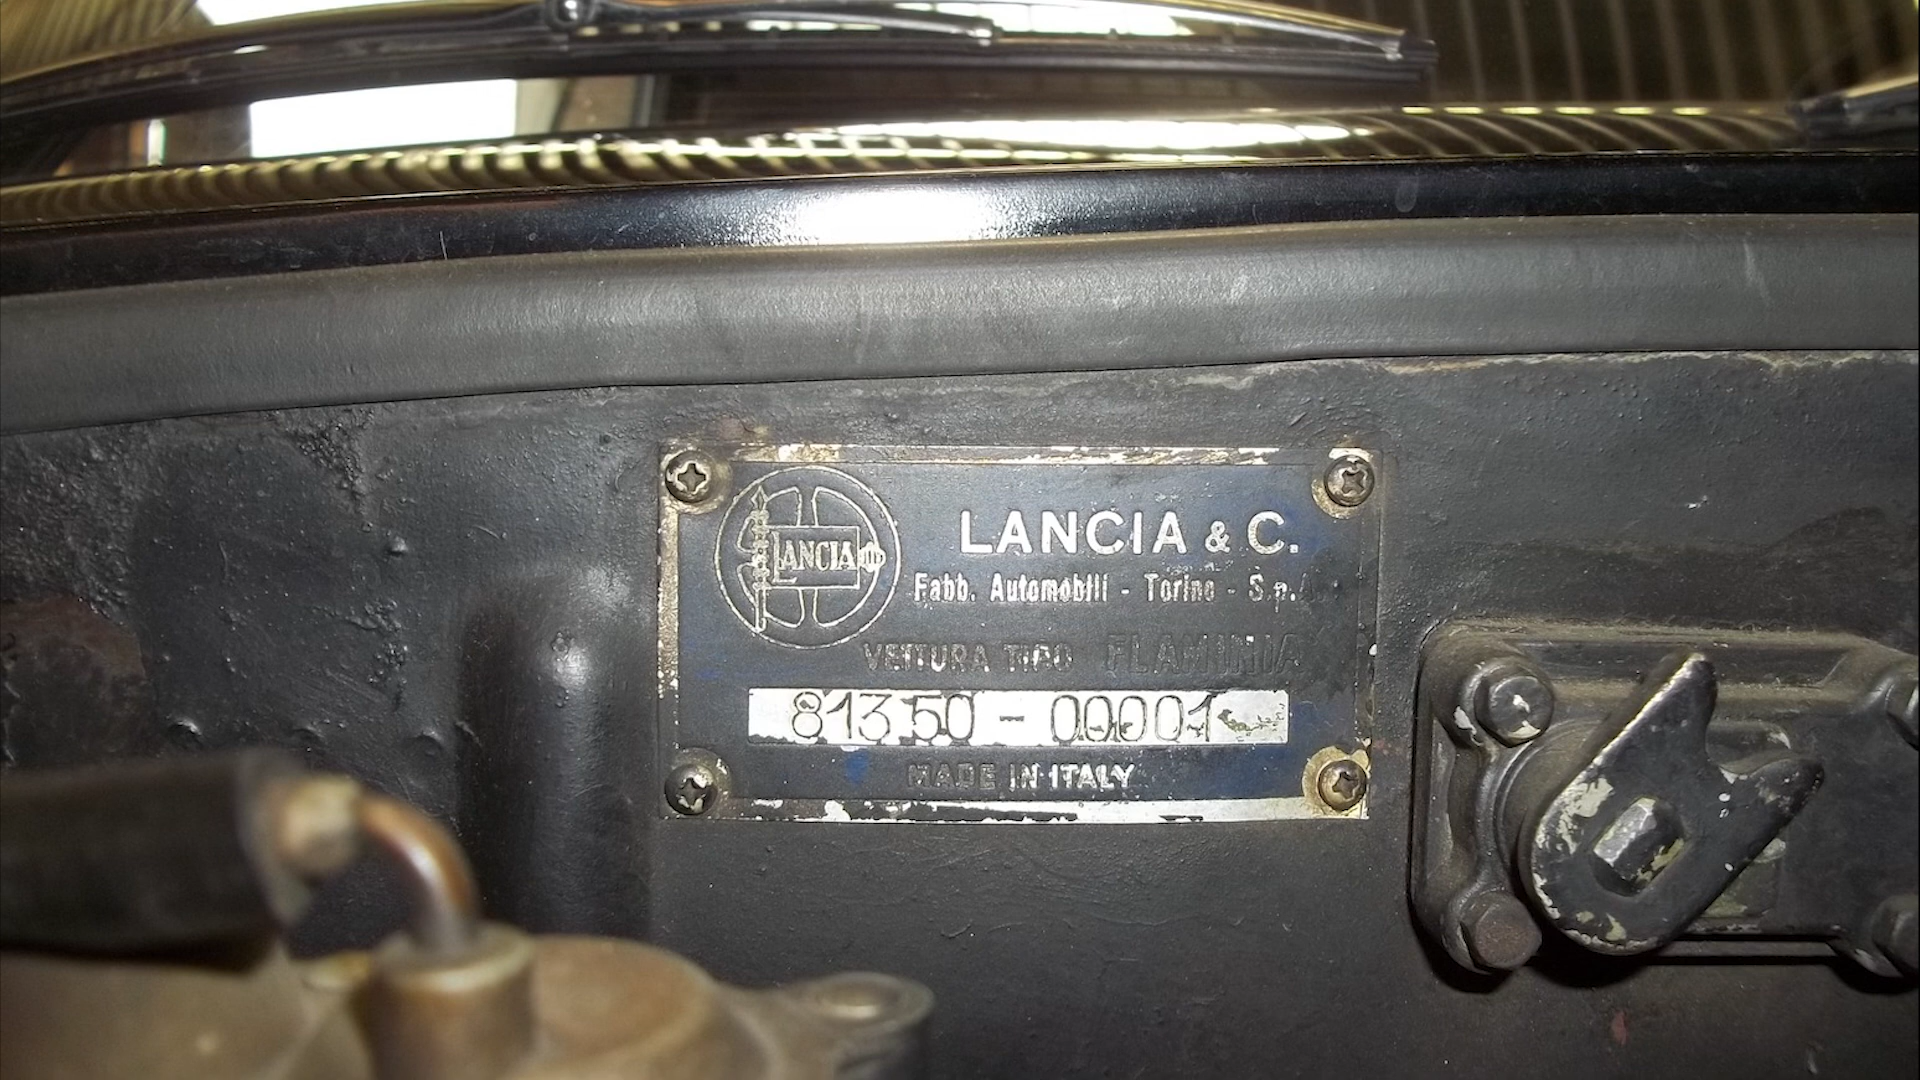 LANCIA
LANCIA & C.
Fabb. Automobili - Torino - S.p.A
VETTURA TIPO FLAMINIA
813.50 - 00001
MADE IN ITALY